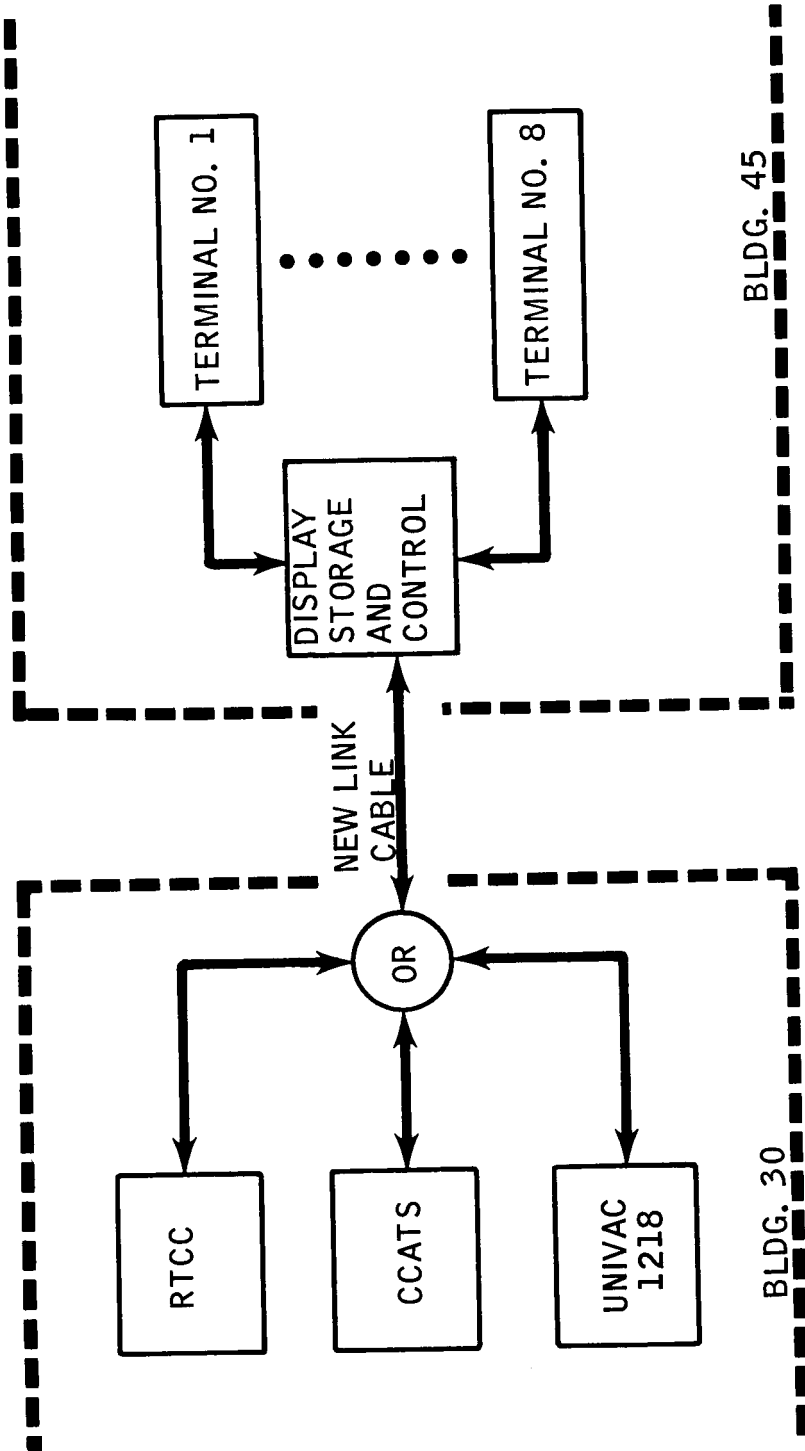 RTCC
CCATS
UNIVAC
1218
BLDG. 30
OR
NEW LINK
CABLE
DISPLAY
STORAGE
AND
CONTROL
TERMINAL NO. 1
TERMINAL NO. 8
BLDG. 45